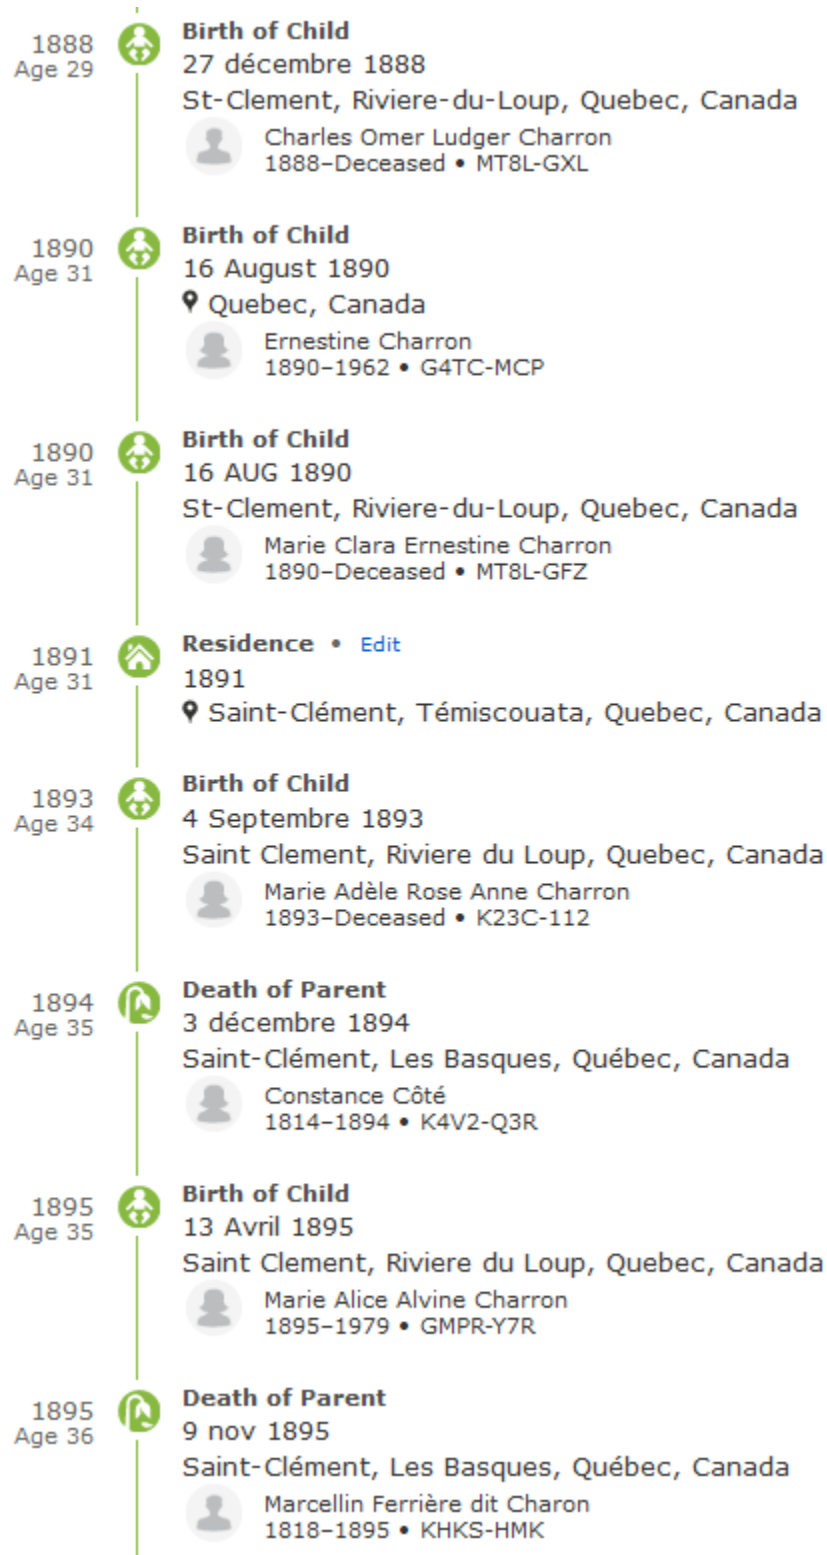 1888
Age 29
Birth of Child
27 décembre 1888
St-Clement, Riviere-du-Loup, Quebec, Canada
Charles Omer Ludger Charron
1888–Deceased • MT8L-GXL
1890
Age 31
Birth of Child
16 August 1890
Quebec, Canada
Ernestine Charron
1890–1962 • G4TC-MCP
1890
Age 31
Birth of Child
16 AUG 1890
St-Clement, Riviere-du-Loup, Quebec, Canada
Marie Clara Ernestine Charron
1890–Deceased • MT8L-GFZ
1891
Age 31
Residence • Edit
1891
Saint-Clément, Témiscouata, Quebec, Canada
1893
Age 34
Birth of Child
4 Septembre 1893
Saint Clement, Riviere du Loup, Quebec, Canada
Marie Adèle Rose Anne Charron
1893–Deceased • K23C-112
1894
Age 35
Death of Parent
3 décembre 1894
Saint-Clément, Les Basques, Québec, Canada
Constance Côté
1814–1894 • K4V2-Q3R
1895
Age 35
Birth of Child
13 Avril 1895
Saint Clement, Riviere du Loup, Quebec, Canada
Marie Alice Alvine Charron
1895–1979 • GMPR-Y7R
1895
Age 36
Death of Parent
9 nov 1895
Saint-Clément, Les Basques, Québec, Canada
Marcellin Ferrière dit Charon
1818–1895 • KHKS-HMK